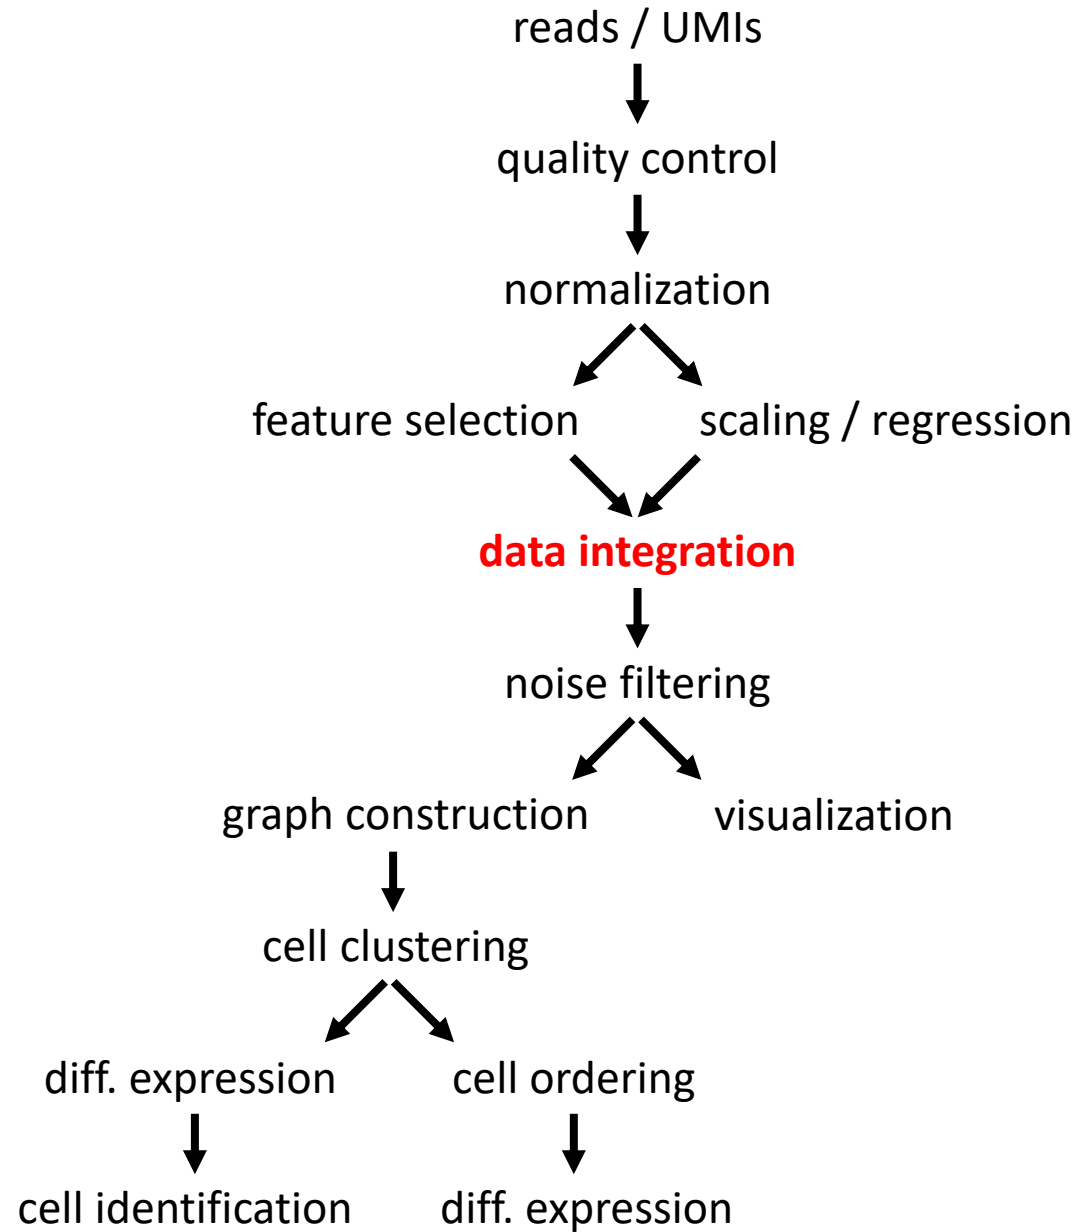 reads / UMIs
quality control
normalization
feature selection
scaling / regression
data integration
noise filtering
graph construction
visualization
cell clustering
diff. expression
cell ordering
cell identification
diff. expression